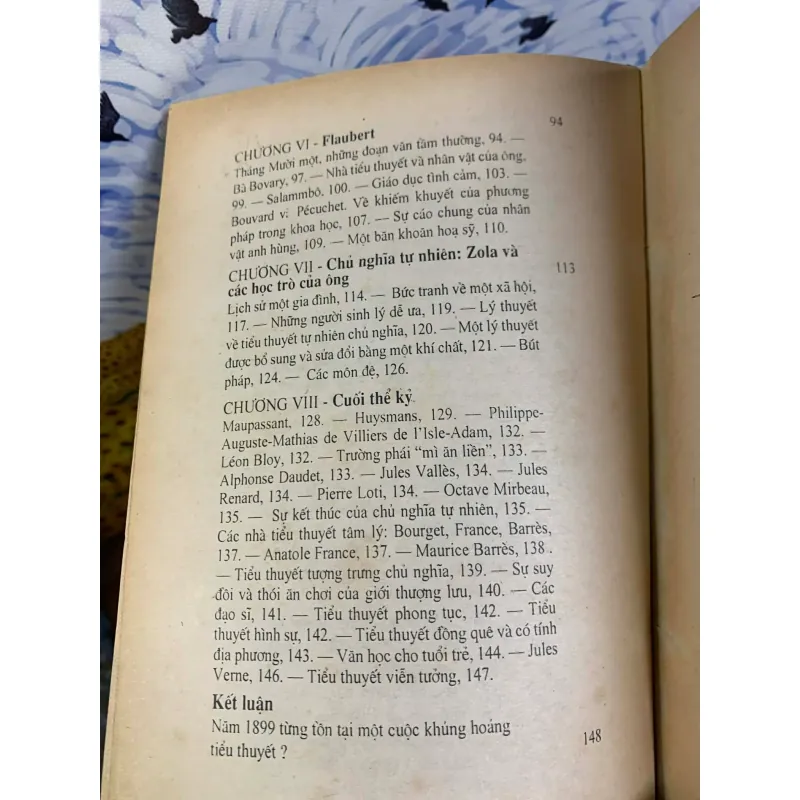 CHƯƠNG VI - Flaubert 94
Tháng Mười một, những đoạn văn tầm thường, 94. —
Bà Bovary, 97. — Nhà tiểu thuyết và nhân vật của ông,
99. — Salammbô. 100. — Giáo dục tình cảm, 103. —
Bouvard v: Pécuchet. Về khiếm khuyết của phương
pháp trong khoa học, 107. — Sự cáo chung của nhân
vật anh hùng, 109. — Một băn khoăn hoạ sỹ, 110.
CHƯƠNG VII - Chủ nghĩa tự nhiên: Zola và
các học trò của ông 113
Lịch sử một gia đình, 114. — Bức tranh về một xã hội,
117. — Những người sinh lý dễ ưa, 119. — Lý thuyết
về tiểu thuyết tự nhiên chủ nghĩa, 120. — Một lý thuyết
được bổ sung và sửa đổi bằng một khí chất, 121. — Bút
pháp, 124. — Các môn đệ, 126.
CHƯƠNG VIII - Cuối thế kỷ
Maupassant, 128. — Huysmans, 129. — Philippe-
Auguste-Mathias de Villiers de l'Isle-Adam, 132. —
Léon Bloy, 132. — Trường phái “mì ăn liền”, 133. —
Alphonse Daudet, 133. — Jules Vallès, 134. — Jules
Renard, 134. — Pierre Loti, 134. — Octave Mirbeau,
135. — Sự kết thúc của chủ nghĩa tự nhiên, 135. —
Các nhà tiểu thuyết tâm lý: Bourget, France, Barrès,
137. — Anatole France, 137. — Maurice Barrès, 138 .
— Tiểu thuyết tượng trưng chủ nghĩa, 139. — Sự suy
đồi và thói ăn chơi của giới thượng lưu, 140. — Các
đạo sĩ, 141. — Tiểu thuyết phong tục, 142. — Tiểu
thuyết hình sự, 142. — Tiểu thuyết đồng quê và có tính
địa phương, 143. — Văn học cho tuổi trẻ, 144. — Jules
Verne, 146. — Tiểu thuyết viễn tưởng, 147.
Kết luận
Năm 1899 từng tồn tại một cuộc khủng hoảng
tiểu thuyết ? 148